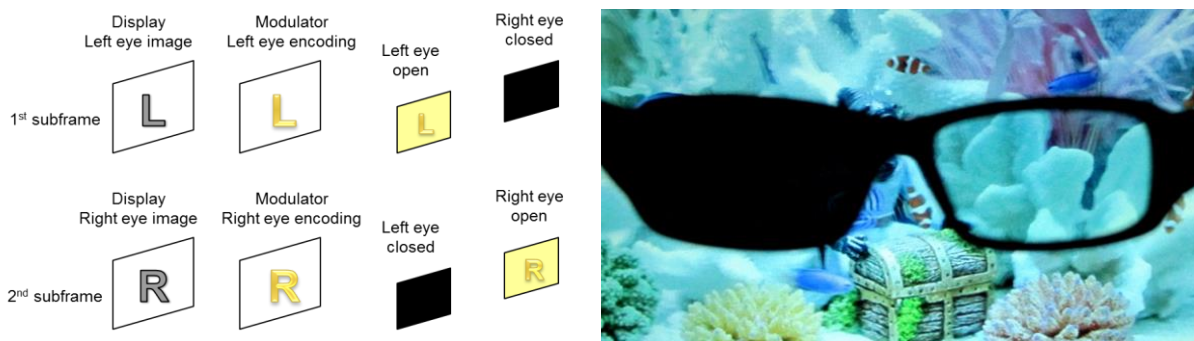 Display
Left eye image
Modulator
Left eye encoding
Left eye
open
Right eye
closed
1st subframe
L
L
L
Display
Right eye image
Modulator
Right eye encoding
Left eye
closed
Right eye
open
2nd subframe
R
R
R